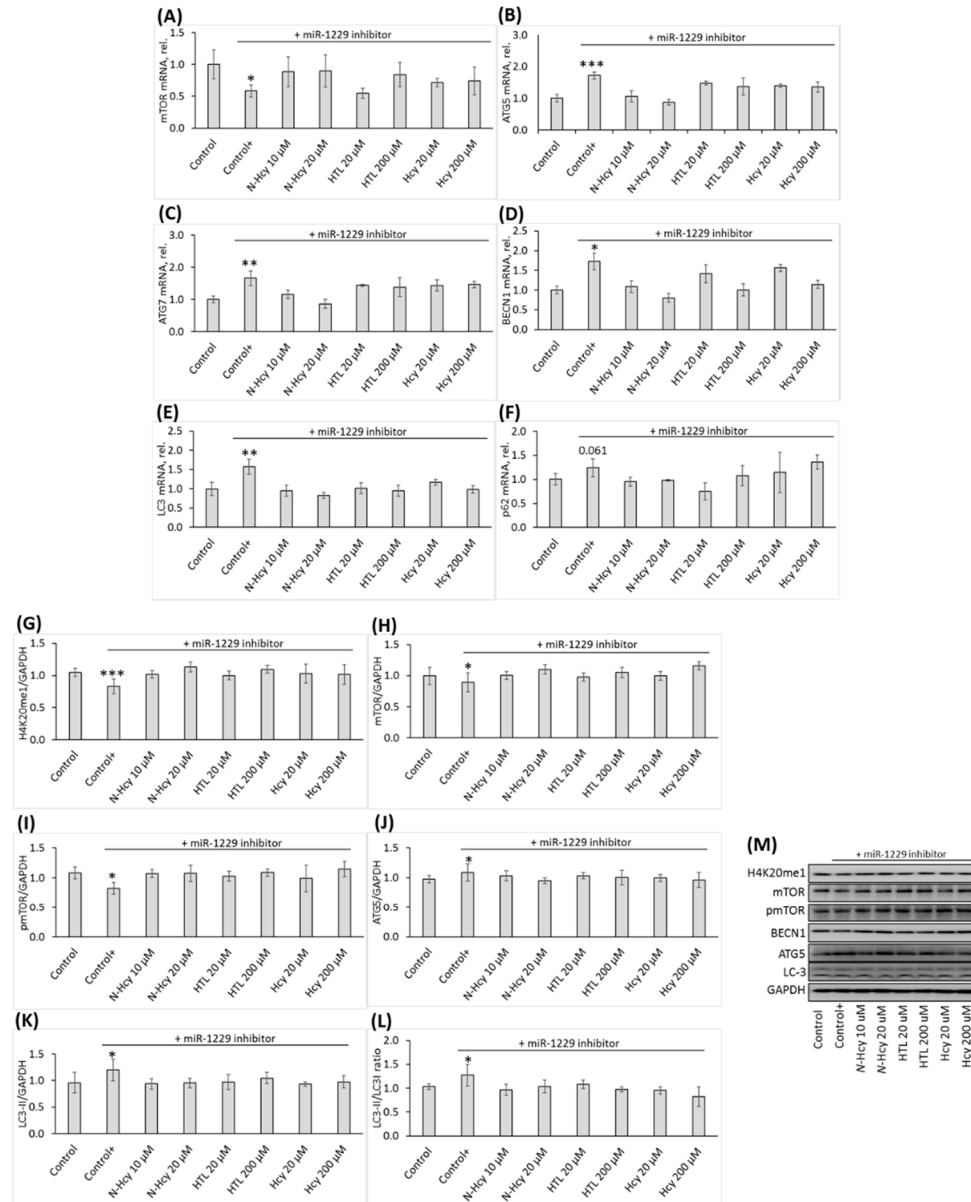 (A)
+ miR-1229 inhibitor
mTOR mRNA, rel.
1.5
1.0
0.5
0.0
*
Control
Control+
N-Hcy 10 µM
N-Hcy 20 µM
HTL 20 µM
HTL 200 µM
Hcy 20 µM
Hcy 200 µM
(B)
+ miR-1229 inhibitor
ATG5 mRNA, rel.
3.0
2.0
1.0
0.0
***
Control
Control+
N-Hcy 10 µM
N-Hcy 20 µM
HTL 20 µM
HTL 200 µM
Hcy 20 µM
Hcy 200 µM
(C)
+ miR-1229 inhibitor
ATG7 mRNA, rel.
3.0
2.0
1.0
0.0
**
Control
Control+
N-Hcy 10 µM
N-Hcy 20 µM
HTL 20 µM
HTL 200 µM
Hcy 20 µM
Hcy 200 µM
(D)
+ miR-1229 inhibitor
BECN1 mRNA, rel.
2.5
2.0
1.5
1.0
0.5
0.0
*
Control
Control+
N-Hcy 10 µM
N-Hcy 20 µM
HTL 20 µM
HTL 200 µM
Hcy 20 µM
Hcy 200 µM
(E)
+ miR-1229 inhibitor
LC3 mRNA, rel.
2.5
2.0
1.5
1.0
0.5
0.0
**
Control
Control+
N-Hcy 10 µM
N-Hcy 20 µM
HTL 20 µM
HTL 200 µM
Hcy 20 µM
Hcy 200 µM
(F)
+ miR-1229 inhibitor
p62 mRNA, rel.
2.0
1.5
1.0
0.5
0.0
0.061
Control
Control+
N-Hcy 10 µM
N-Hcy 20 µM
HTL 20 µM
HTL 200 µM
Hcy 20 µM
Hcy 200 µM
(G)
+ miR-1229 inhibitor
H4K20me1/GAPDH
1.5
1.0
0.5
0.0
***
Control
Control+
N-Hcy 10 µM
N-Hcy 20 µM
HTL 20 µM
HTL 200 µM
Hcy 20 µM
Hcy 200 µM
(H)
+ miR-1229 inhibitor
mTOR/GAPDH
1.5
1.0
0.5
0.0
*
Control
Control+
N-Hcy 10 µM
N-Hcy 20 µM
HTL 20 µM
HTL 200 µM
Hcy 20 µM
Hcy 200 µM
(I)
+ miR-1229 inhibitor
pmTOR/GAPDH
1.5
1.0
0.5
0.0
*
Control
Control+
N-Hcy 10 µM
N-Hcy 20 µM
HTL 20 µM
HTL 200 µM
Hcy 20 µM
Hcy 200 µM
(J)
+ miR-1229 inhibitor
ATG5/GAPDH
1.5
1.0
0.5
0.0
*
Control
Control+
N-Hcy 10 µM
N-Hcy 20 µM
HTL 20 µM
HTL 200 µM
Hcy 20 µM
Hcy 200 µM
(K)
+ miR-1229 inhibitor
LC3-II/GAPDH
1.5
1.0
0.5
0.0
*
Control
Control+
N-Hcy 10 µM
N-Hcy 20 µM
HTL 20 µM
HTL 200 µM
Hcy 20 µM
Hcy 200 µM
(L)
+ miR-1229 inhibitor
LC3-II/LC3I ratio
2.0
1.5
1.0
0.5
0.0
*
Control
Control+
N-Hcy 10 µM
N-Hcy 20 µM
HTL 20 µM
HTL 200 µM
Hcy 20 µM
Hcy 200 µM
(M)
+ miR-1229 inhibitor
H4K20me1
mTOR
pmTOR
BECN1
ATG5
LC-3
GAPDH
Control
Control+
N-Hcy 10 uM
N-Hcy 20 uM
HTL 20 uM
HTL 200 uM
Hcy 20 uM
Hcy 200 uM